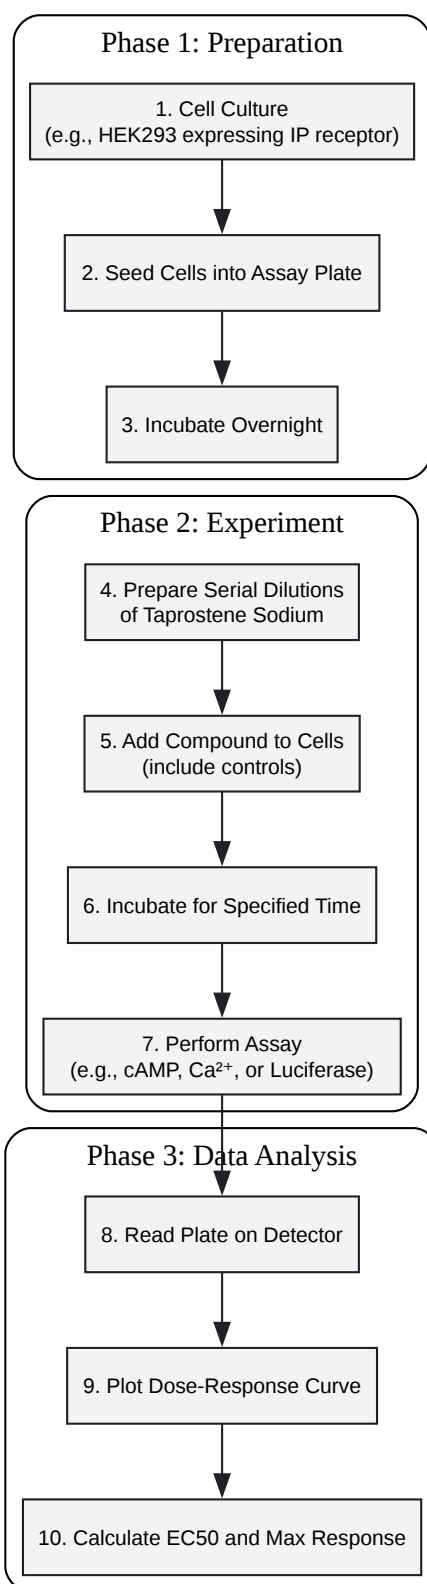 Phase 1: Preparation
1. Cell Culture
(e.g., HEK293 expressing IP receptor)
2. Seed Cells into Assay Plate
3. Incubate Overnight
Phase 2: Experiment
4. Prepare Serial Dilutions
of Taprostene Sodium
5. Add Compound to Cells
(include controls)
6. Incubate for Specified Time
7. Perform Assay
(e.g., cAMP, Ca²⁺, or Luciferase)
Phase 3: Data Analysis
8. Read Plate on Detector
9. Plot Dose-Response Curve
10. Calculate EC50 and Max Response